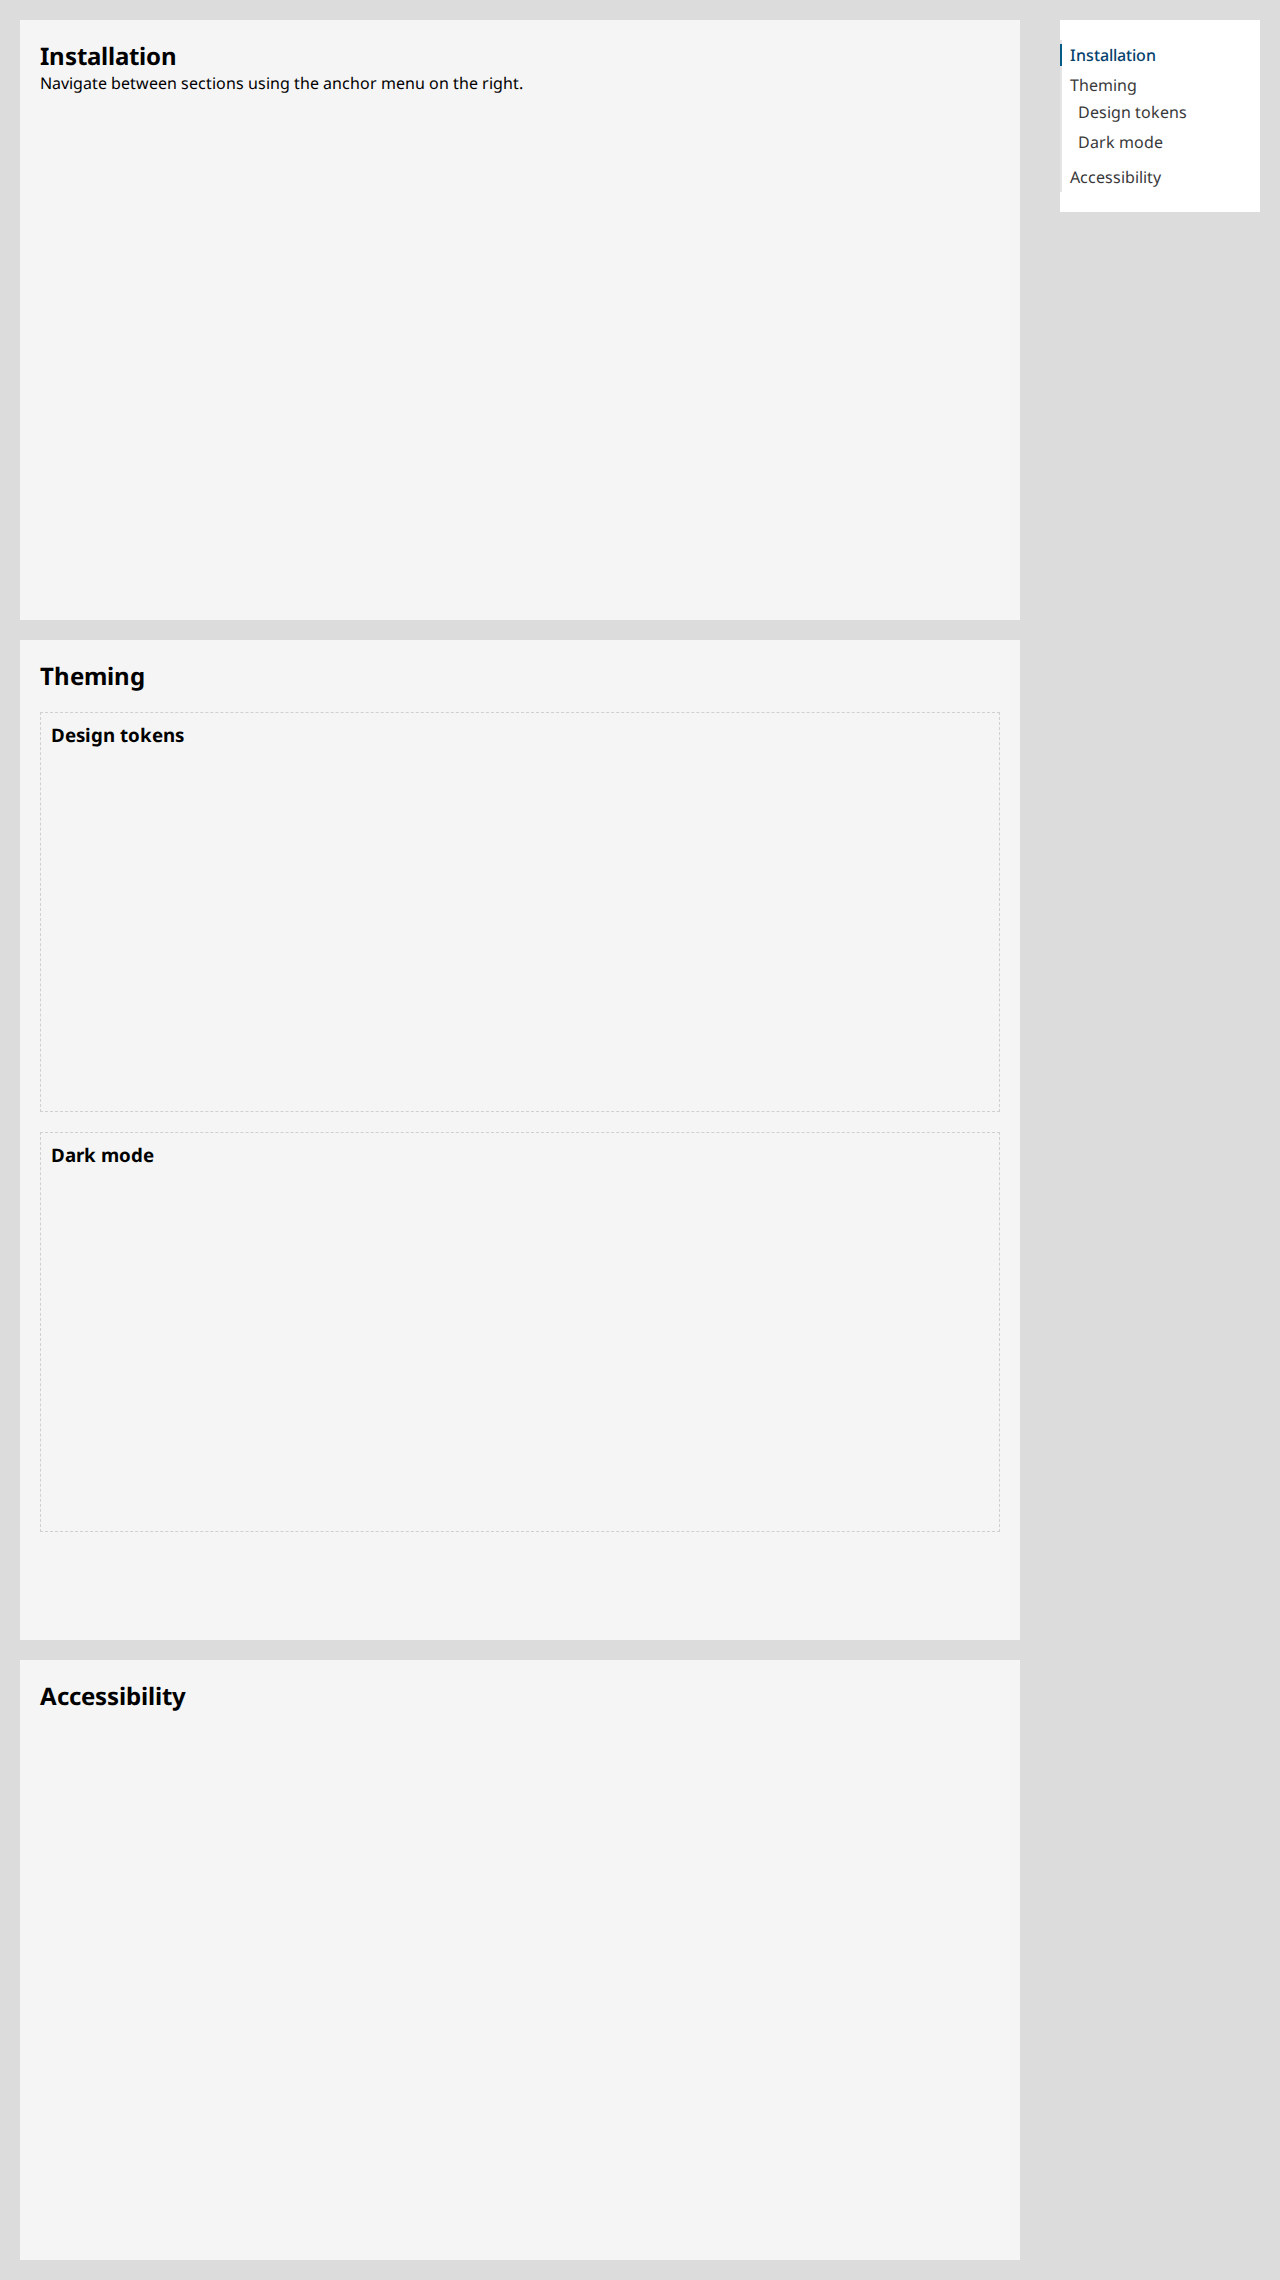 Installation
Navigate between sections using the anchor menu on the right.
Installation
Theming
Design tokens
Dark mode
Accessibility
Theming
Design tokens
Dark mode
Accessibility